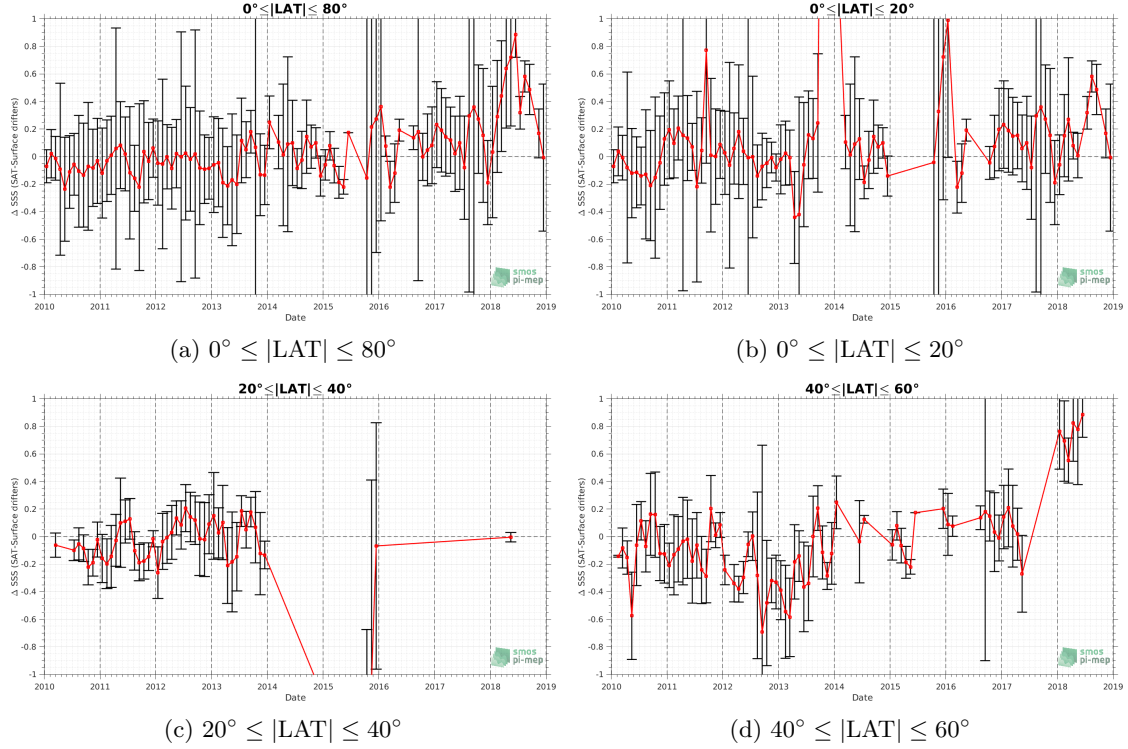 0°≤|LAT|≤ 80°
Δ SSS (SAT-Surface drifters)
1
0.8
0.6
0.4
0.2
0
-0.2
-0.4
-0.6
-0.8
-1
2010 2011 2012 2013 2014 2015 2016 2017 2018 2019
Date
smos
pi-mep
(a) 0° ≤ |LAT| ≤ 80°
0°≤|LAT|≤ 20°
Δ SSS (SAT-Surface drifters)
1
0.8
0.6
0.4
0.2
0
-0.2
-0.4
-0.6
-0.8
-1
2010 2011 2012 2013 2014 2015 2016 2017 2018 2019
Date
smos
pi-mep
(b) 0° ≤ |LAT| ≤ 20°
20°≤|LAT|≤ 40°
Δ SSS (SAT-Surface drifters)
1
0.8
0.6
0.4
0.2
0
-0.2
-0.4
-0.6
-0.8
-1
2010 2011 2012 2013 2014 2015 2016 2017 2018 2019
Date
smos
pi-mep
(c) 20° ≤ |LAT| ≤ 40°
40°≤|LAT|≤ 60°
Δ SSS (SAT-Surface drifters)
1
0.8
0.6
0.4
0.2
0
-0.2
-0.4
-0.6
-0.8
-1
2010 2011 2012 2013 2014 2015 2016 2017 2018 2019
Date
smos
pi-mep
(d) 40° ≤ |LAT| ≤ 60°